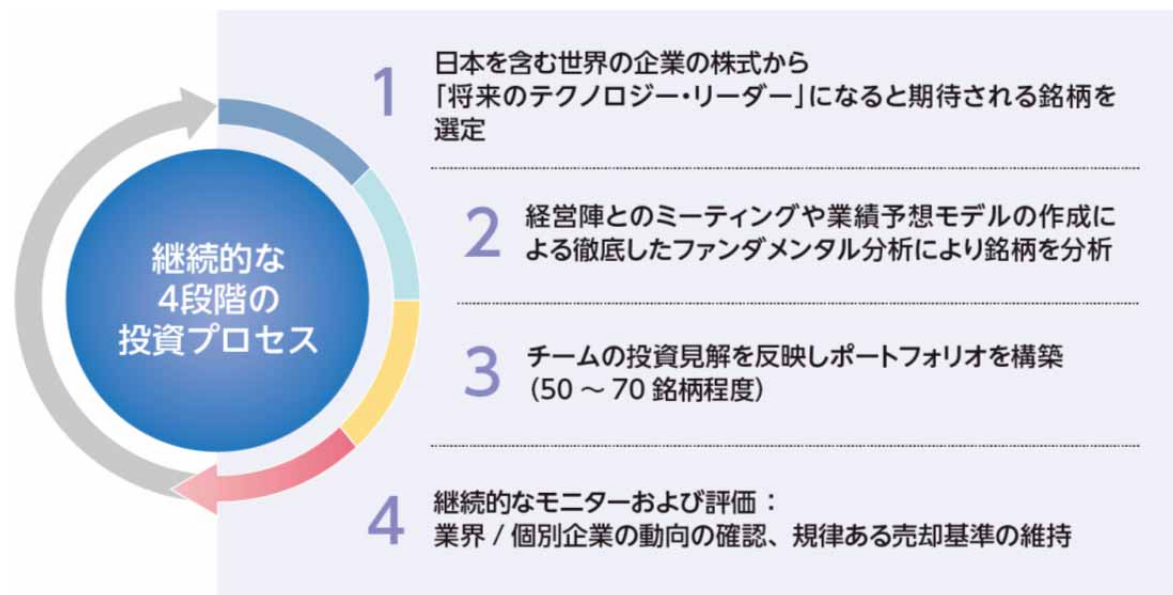 継続的な
4段階の
投資プロセス
1
日本を含む世界の企業の株式から
「将来のテクノロジー・リーダー」になると期待される銘柄を
選定
2
経営陣とのミーティングや業績予想モデルの作成に
よる徹底したファンダメンタル分析により銘柄を分析
3
チームの投資見解を反映しポートフォリオを構築
(50 ～ 70 銘柄程度)
4
継続的なモニターおよび評価：
業界 / 個別企業の動向の確認、規律ある売却基準の維持